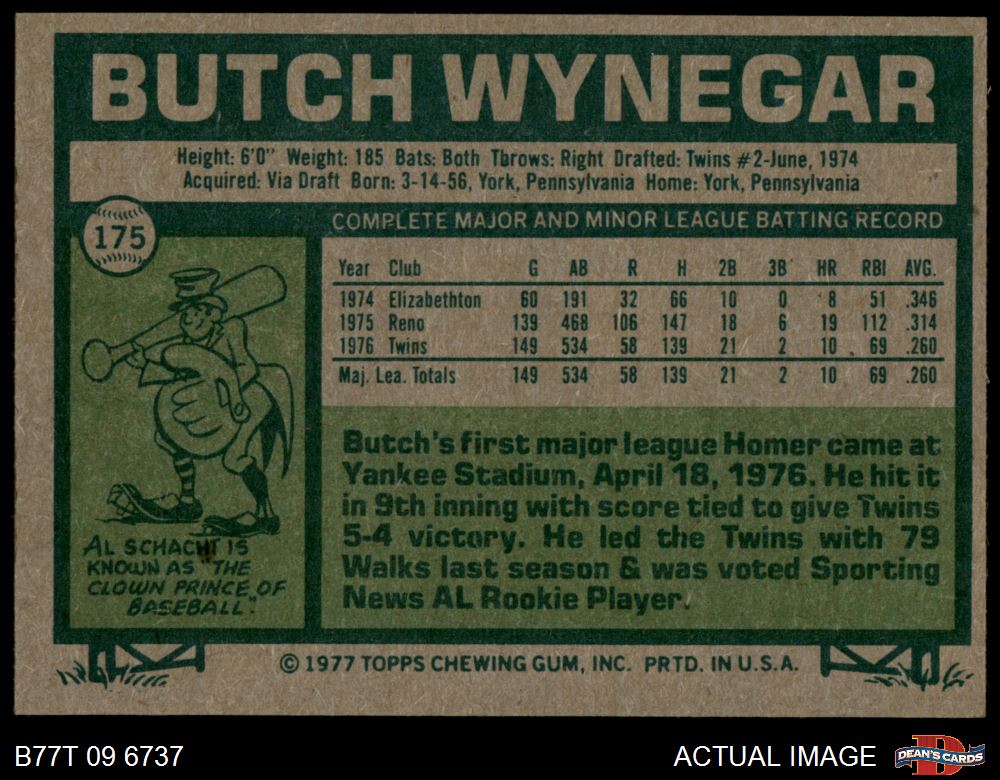 BUTCH WYNEGAR
Height: 6'0" Weight: 185 Bats: Both Throws: Right Drafted: Twins #2-June, 1974
Acquired: Via Draft Born: 3-14-56, York, Pennsylvania Home: York, Pennsylvania
175
COMPLETE MAJOR AND MINOR LEAGUE BATTING RECORD
Year Club G AB R H 2B 3B HR RBI AVG.
1974 Elizabethton 60 191 32 66 10 0 8 51 .346
1975 Reno 139 468 106 147 18 6 19 112 .314
1976 Twins 149 534 58 139 21 2 10 69 .260
Maj. Lea. Totals 149 534 58 139 21 2 10 69 .260
Butch's first major league Homer came at
Yankee Stadium, April 18, 1976. He hit it
in 9th inning with score tied to give Twins
5-4 victory. He led the Twins with 79
Walks last season & was voted Sporting
News AL Rookie Player.
AL SCHACHT IS
KNOWN AS "THE
CLOWN PRINCE OF
BASEBALL."
© 1977 TOPPS CHEWING GUM, INC. PRTD. IN U.S.A.
B77T 09 6737
ACTUAL IMAGE
DEAN'S CARDS